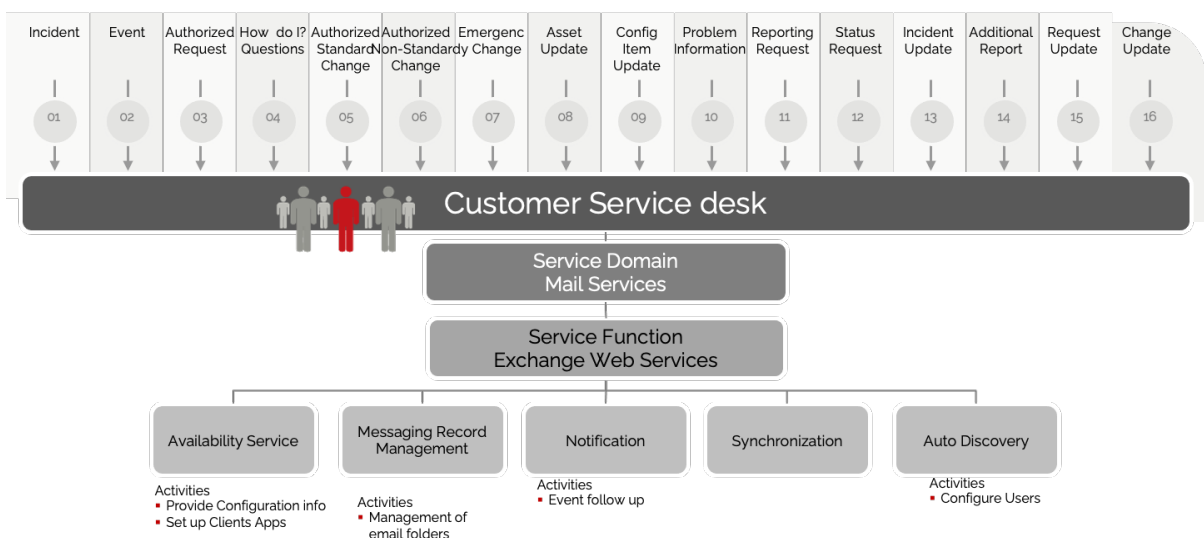 Incident
Event
Authorized
Request
How do I?
Questions
Authorized
Standard
Change
Authorized
Non-Standard
Change
Emergency
Change
Asset
Update
Config
Item
Update
Problem
Information
Reporting
Request
Status
Request
Incident
Update
Additional
Report
Request
Update
Change
Update
01
02
03
04
05
06
07
08
09
10
11
12
13
14
15
16
Customer Service desk
Service Domain
Mail Services
Service Function
Exchange Web Services
Availability Service
Messaging Record
Management
Notification
Synchronization
Auto Discovery
Activities
▪ Provide Configuration info
▪ Set up Clients Apps
Activities
▪ Management of
email folders
Activities
▪ Event follow up
Activities
▪ Configure Users